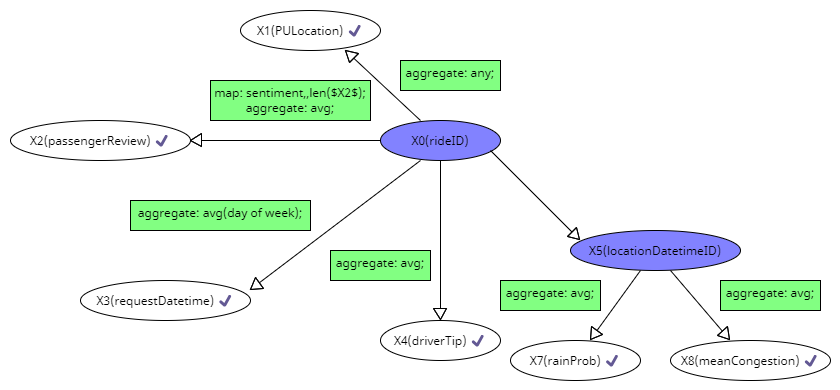 X1(PULocation)
aggregate: any;
map: sentiment,,len($X2$);
aggregate: avg;
X2(passengerReview)
X0(rideID)
aggregate: avg(day of week);
aggregate: avg;
X5(locationDatetimeID)
X3(requestDatetime)
aggregate: avg;
aggregate: avg;
X4(driverTip)
X7(rainProb)
X8(meanCongestion)